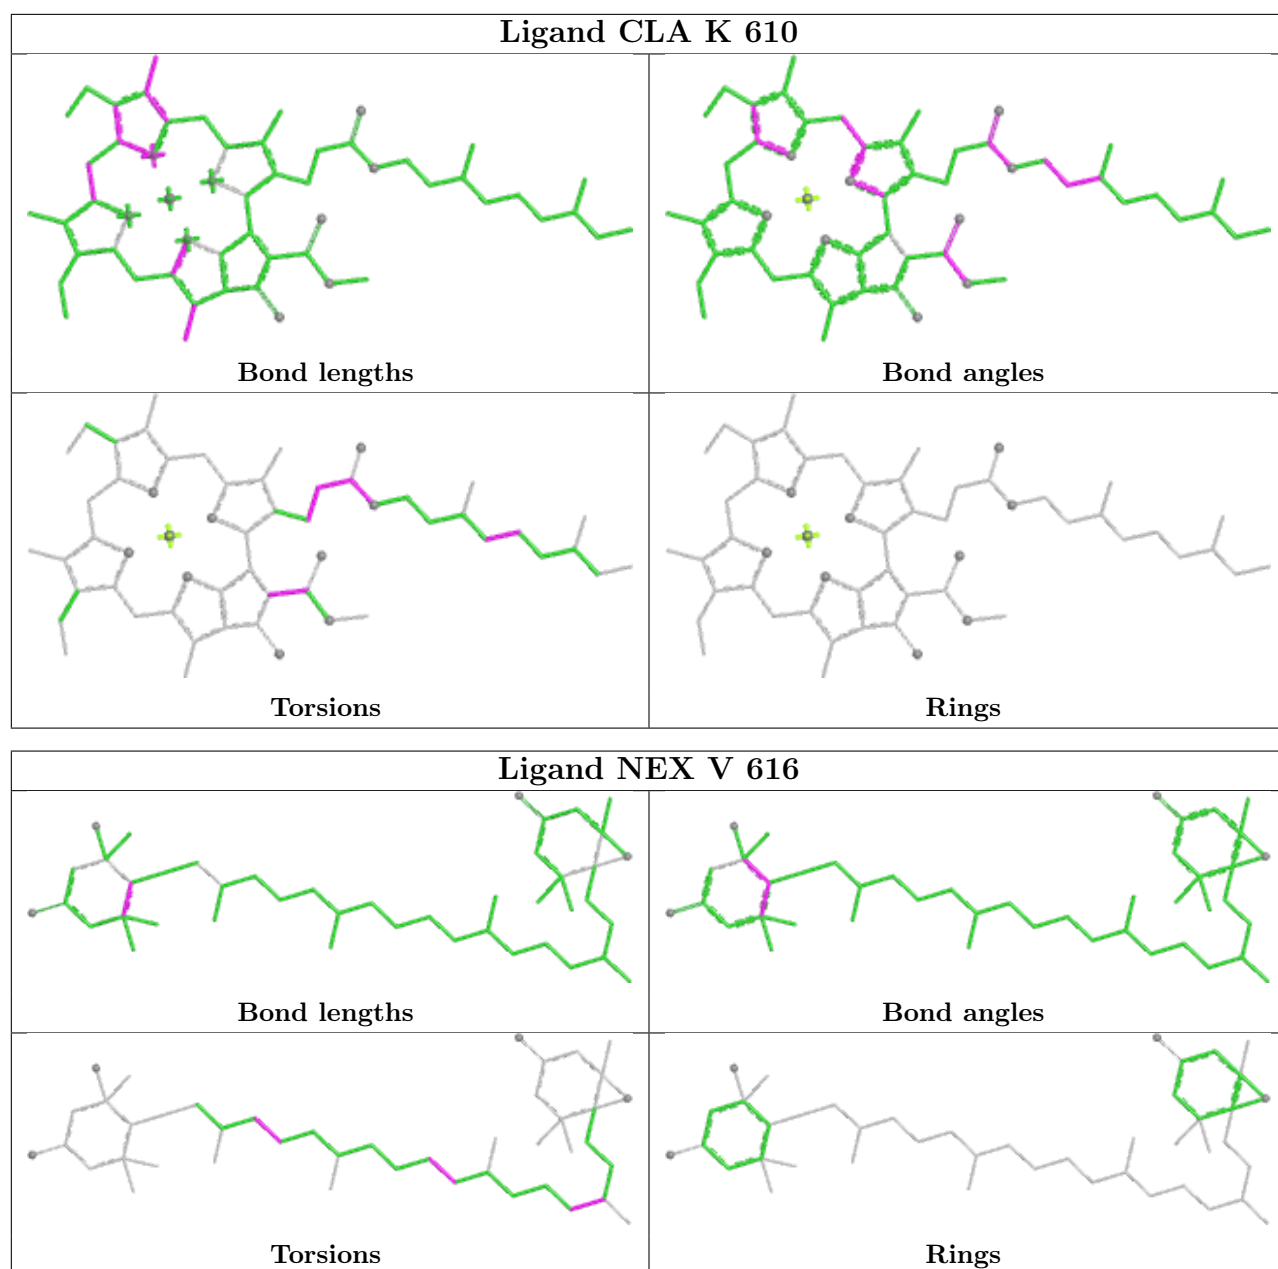 Ligand CLA K 610
Bond lengths
Bond angles
Torsions
Rings
Ligand NEX V 616
Bond lengths
Bond angles
Torsions
Rings